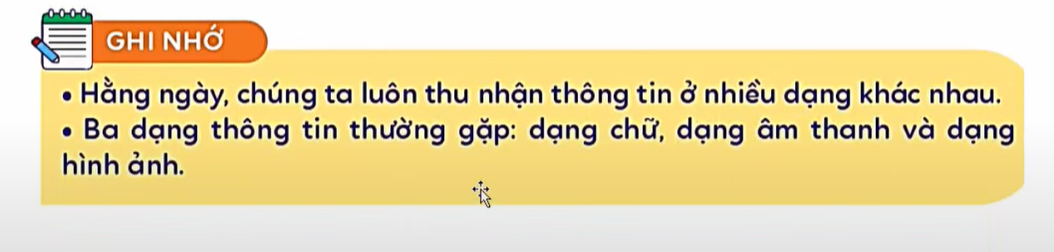 GHI NHỚ
• Hằng ngày, chúng ta luôn thu nhận thông tin ở nhiều dạng khác nhau.
• Ba dạng thông tin thường gặp: dạng chữ, dạng âm thanh và dạng
hình ảnh.